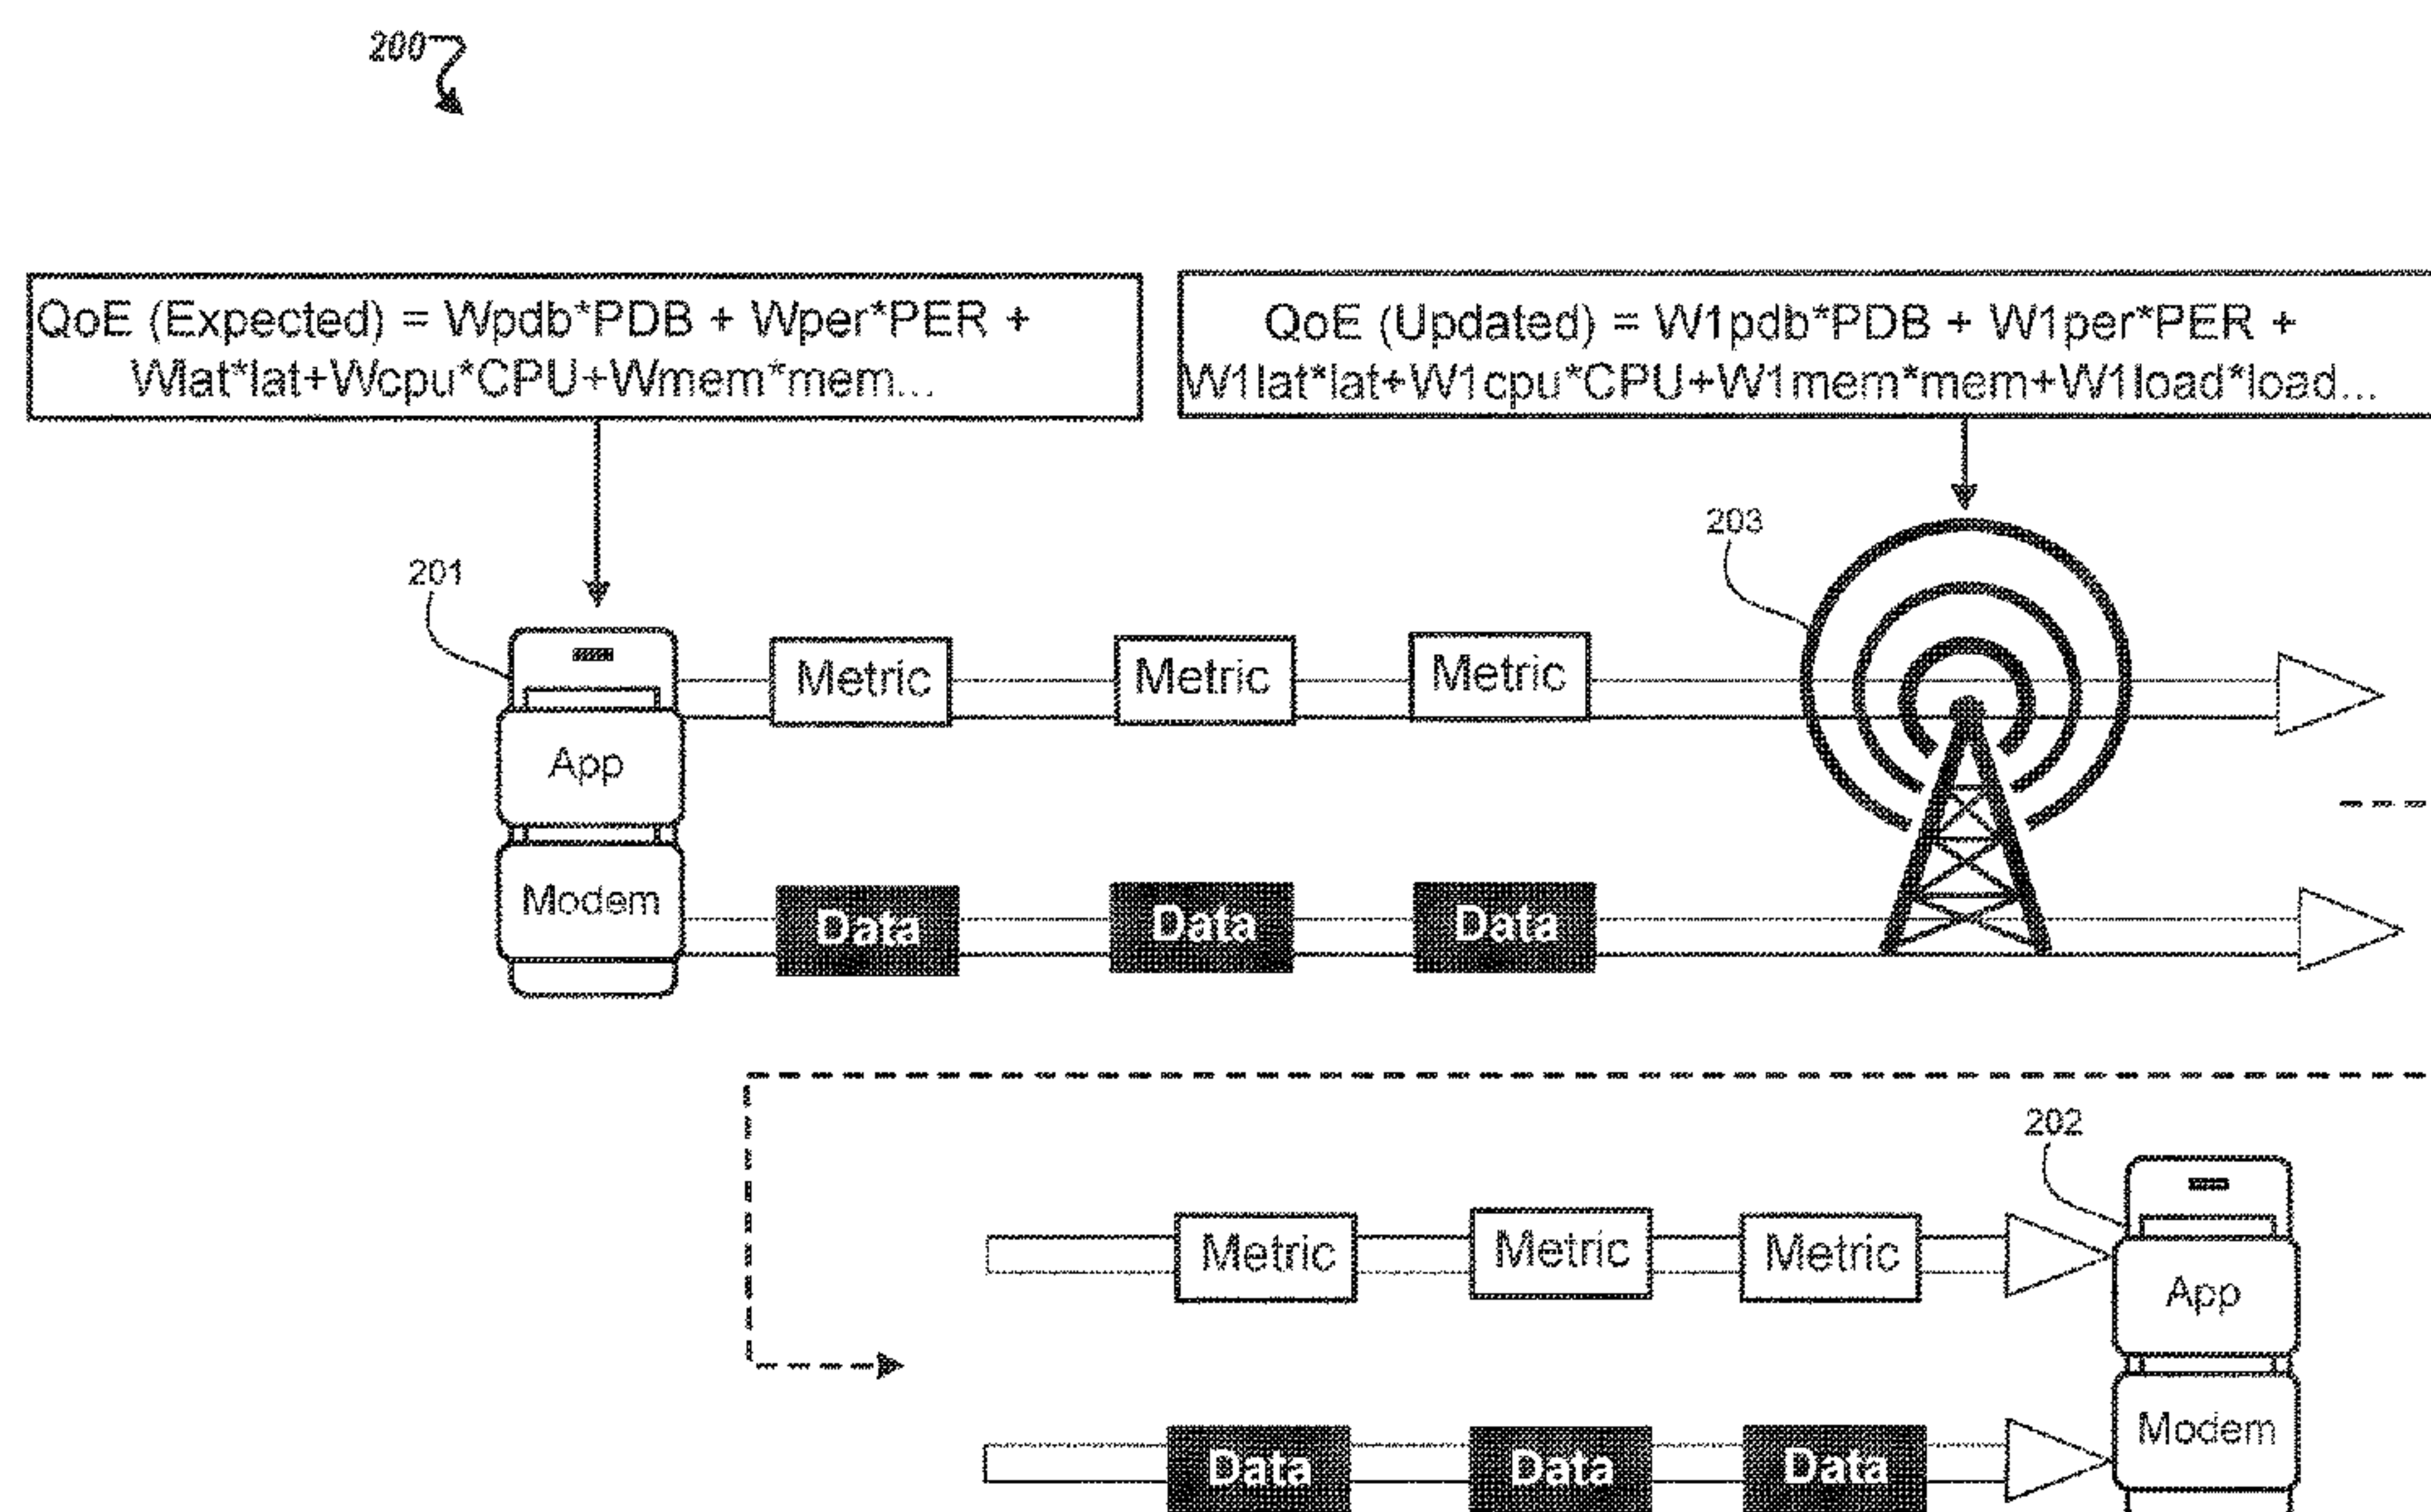 200
QoE (Expected) = Wpdb*PDB + Wper*PER +
Wlat*lat+Wcpu*CPU+Wmem*mem...
QoE (Updated) = W1pdb*PDB + W1per*PER +
W1lat*lat+W1cpu*CPU+W1mem*mem+W1load*load...
203
201
Metric Metric Metric
App
Modem
Data Data Data
202
Metric Metric Metric
App
Modem
Data Data Data